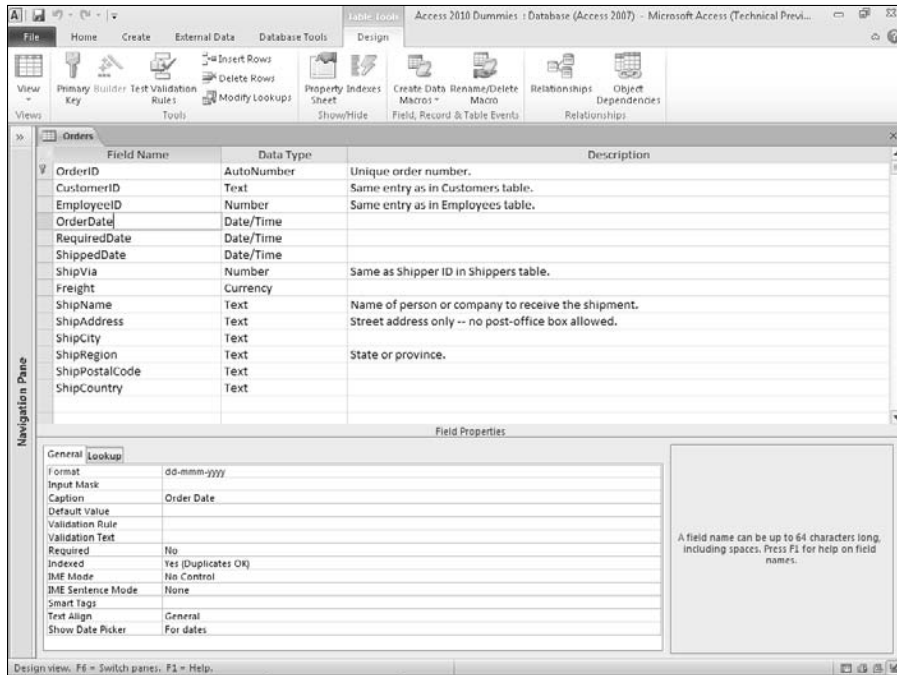 Table Tools
Access 2010 Dummies : Database (Access 2007) - Microsoft Access (Technical Previ...
File Home Create External Data Database Tools Design
View
Primary Key
Builder
Test Validation Rules
Insert Rows
Delete Rows
Modify Lookups
Property Sheet
Indexes
Create Data Macros
Rename/Delete Macro
Relationships
Object Dependencies
Views Tools Show/Hide Field, Record & Table Events Relationships
Orders
Field Name Data Type Description
OrderID AutoNumber Unique order number.
CustomerID Text Same entry as in Customers table.
EmployeeID Number Same entry as in Employees table.
OrderDate Date/Time
RequiredDate Date/Time
ShippedDate Date/Time
ShipVia Number Same as Shipper ID in Shippers table.
Freight Currency
ShipName Text Name of person or company to receive the shipment.
ShipAddress Text Street address only -- no post-office box allowed.
ShipCity Text
ShipRegion Text State or province.
ShipPostalCode Text
ShipCountry Text
Navigation Pane
Field Properties
General Lookup
Format dd-mmm-yyyy
Input Mask
Caption Order Date
Default Value
Validation Rule
Validation Text
Required No
Indexed Yes (Duplicates OK)
IME Mode No Control
IME Sentence Mode None
Smart Tags
Text Align General
Show Date Picker For dates
A field name can be up to 64 characters long,
including spaces. Press F1 for help on field
names.
Design view. F6 = Switch panes. F1 = Help.